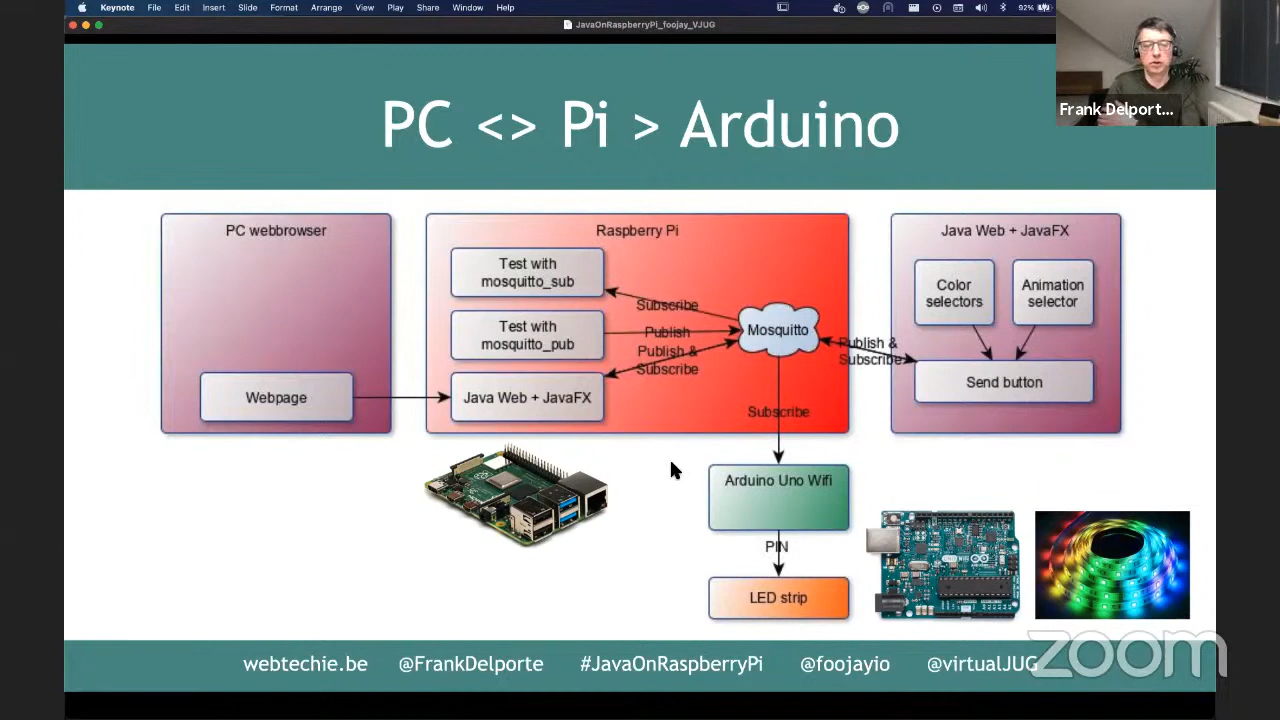 Keynote File Edit Insert Slide Format Arrange View Play Share Window Help 92%
JavaOnRaspberryPi_foojay_VJUG
Frank Delport...
PC <> Pi > Arduino
PC webbrowser
Webpage
Raspberry Pi
Test with
mosquitto_sub
Test with
mosquitto_pub
Java Web + JavaFX
Subscribe
Publish
Publish &
Subscribe
Mosquitto
Publish &
Subscribe
Java Web + JavaFX
Color
selectors
Animation
selector
Send button
Subscribe
Arduino Uno Wifi
PIN
LED strip
webtechie.be @FrankDelporte #JavaOnRaspberryPi @foojayio @virtualJUG
zoom